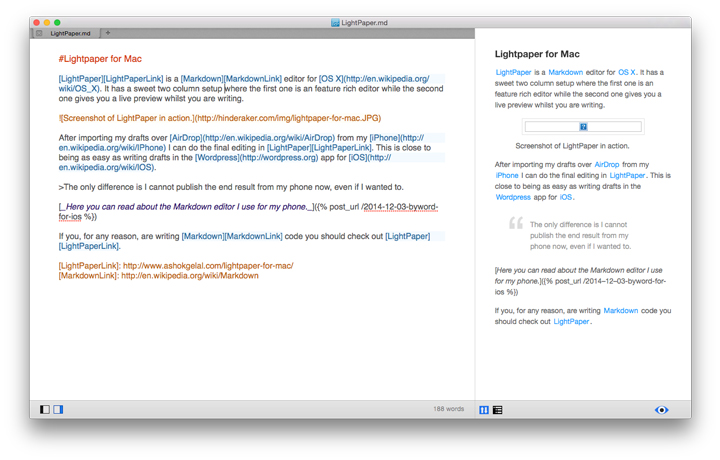 LightPaper.md
LightPaper.md
#Lightpaper for Mac
[LightPaper][LightPaperLink] is a [Markdown][MarkdownLink] editor for [OS X](http://en.wikipedia.org/
wiki/OS_X). It has a sweet two column setup where the first one is an feature rich editor while the second
one gives you a live preview whilst you are writing.
![Screenshot of LightPaper in action.](http://hinderaker.com/img/lightpaper-for-mac.JPG)
After importing my drafts over [AirDrop](http://en.wikipedia.org/wiki/AirDrop) from my [iPhone](http://
en.wikipedia.org/wiki/IPhone) I can do the final editing in [LightPaper][LightPaperLink]. This is close to
being as easy as writing drafts in the [Wordpress](http://wordpress.org) app for [iOS](http://
en.wikipedia.org/wiki/IOS).
>The only difference is I cannot publish the end result from my phone now, even if I wanted to.
[_Here you can read about the Markdown editor I use for my phone._]({% post_url /2014-12-03-byword-
for-ios %})
If you, for any reason, are writing [Markdown][MarkdownLink] code you should check out [LightPaper]
[LightPaperLink].
[LightPaperLink]: http://www.ashokgelal.com/lightpaper-for-mac/
[MarkdownLink]: http://en.wikipedia.org/wiki/Markdown
188 words
Lightpaper for Mac
LightPaper is a Markdown editor for OS X. It has a
sweet two column setup where the first one is an
feature rich editor while the second one gives you a
live preview whilst you are writing.
Screenshot of LightPaper in action.
After importing my drafts over AirDrop from my
iPhone I can do the final editing in LightPaper. This is
close to being as easy as writing drafts in the
Wordpress app for iOS.
The only difference is I cannot
publish the end result from my
phone now, even if I wanted to.
[Here you can read about the Markdown editor I use
for my phone.]({% post_url /2014–12–03-byword-for-
ios %})
If you, for any reason, are writing Markdown code you
should check out LightPaper.